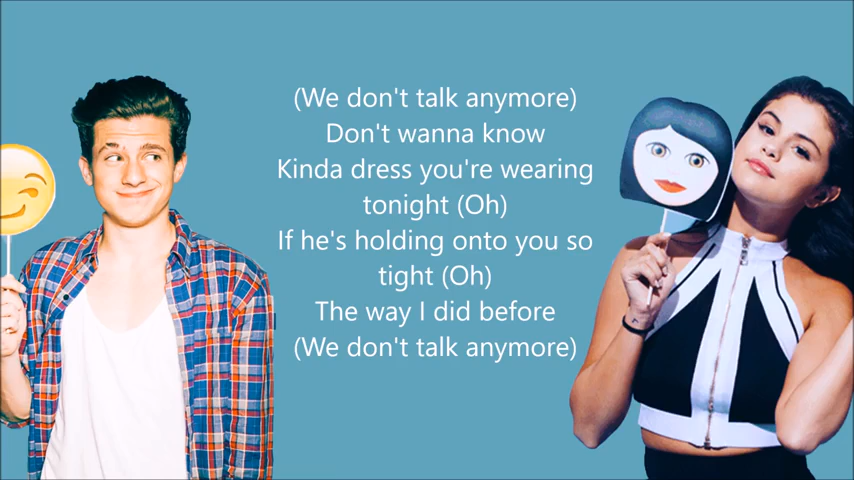 (We don't talk anymore)
Don't wanna know
Kinda dress you're wearing
tonight (Oh)
If he's holding onto you so
tight (Oh)
The way I did before
(We don't talk anymore)